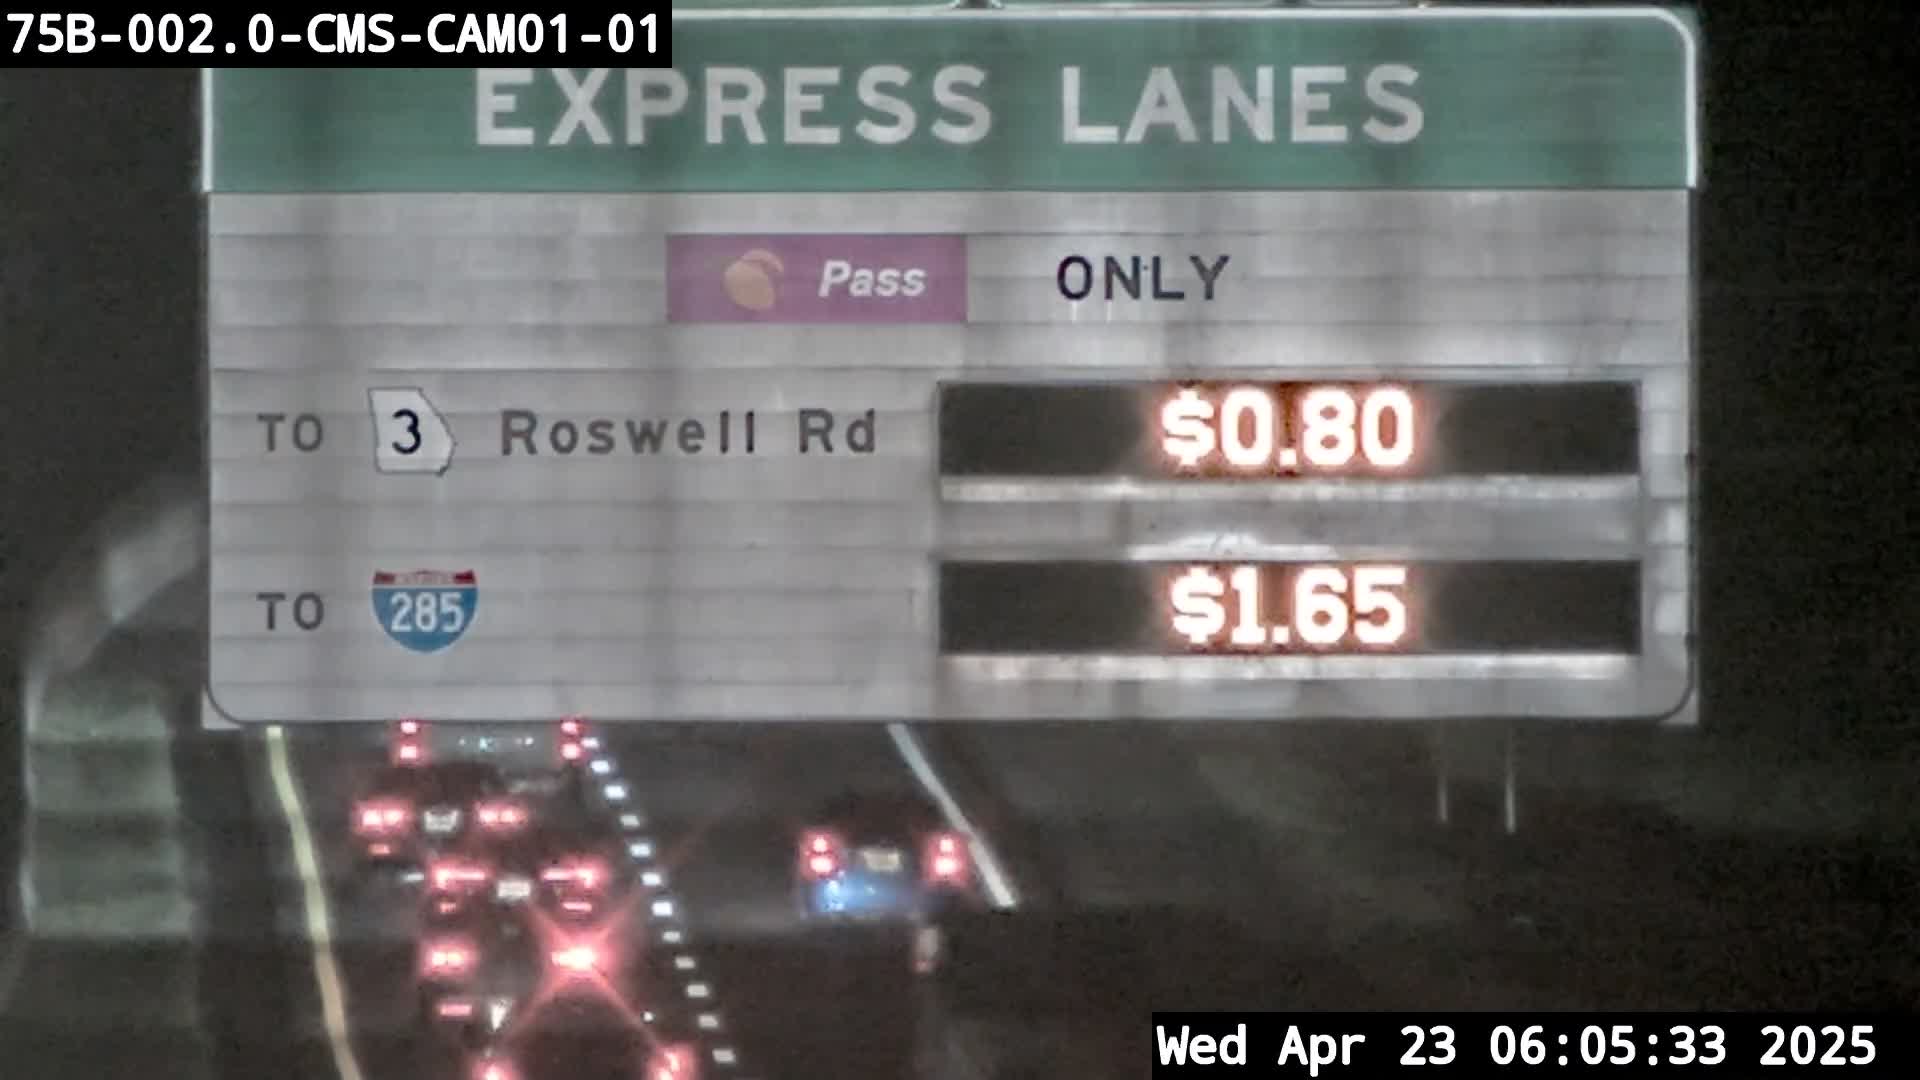 75B-002.0-CMS-CAM01-01
EXPRESS LANES
Pass ONLY
TO 3 Roswell Rd $0.80
TO 285 $1.65
Wed Apr 23 06:05:33 2025